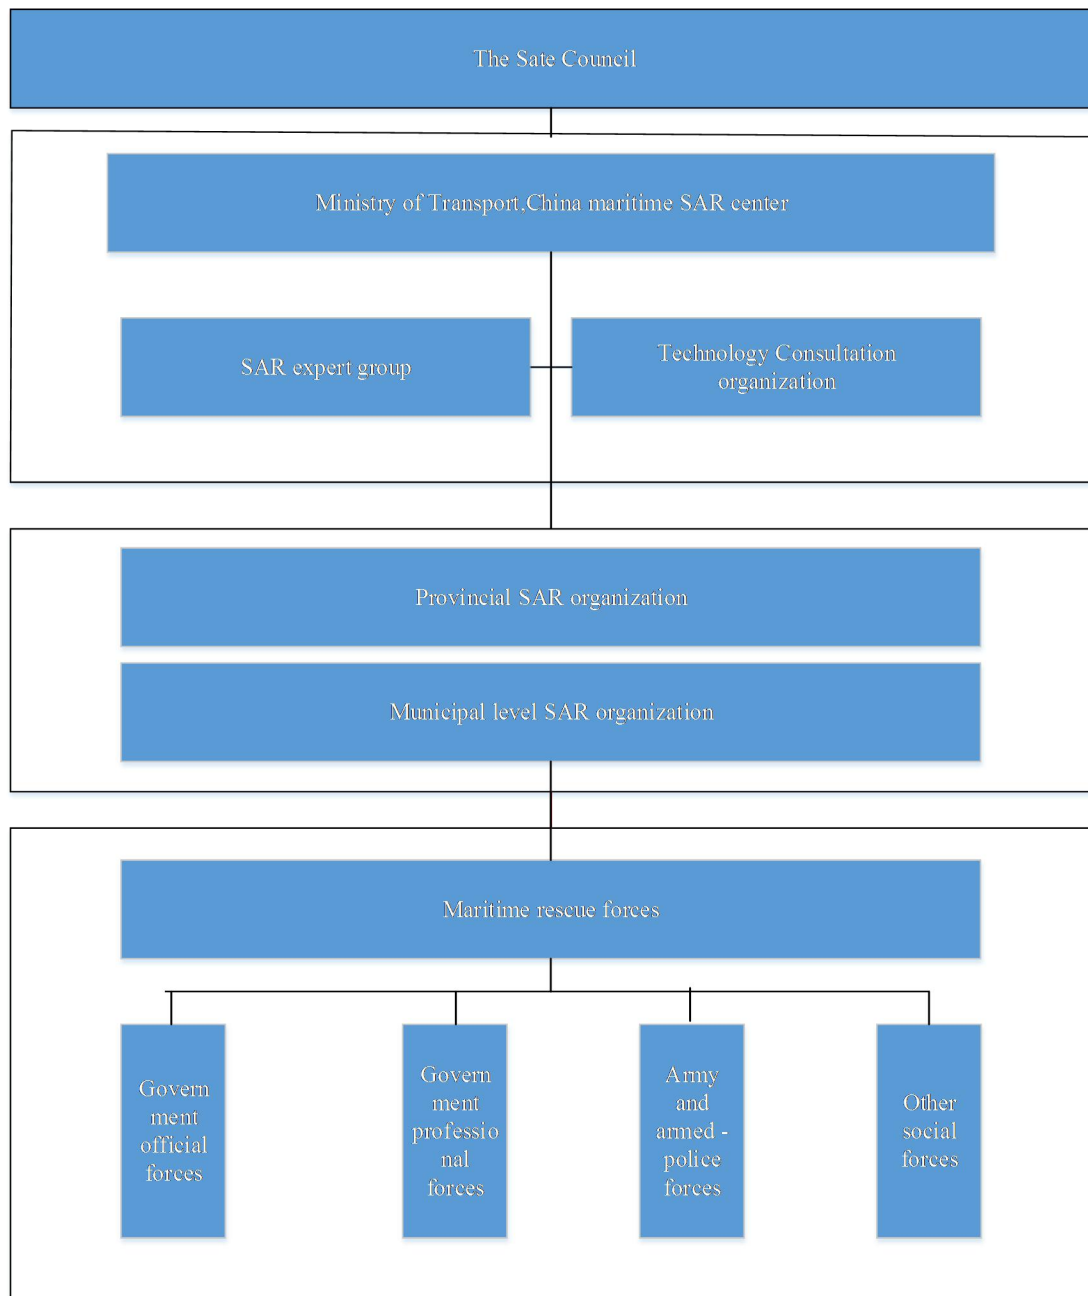 The Sate Council
Ministry of Transport,China maritime SAR center
SAR expert group
Technology Consultation
organization
Provincial SAR organization
Municipal level SAR organization
Maritime rescue forces
Govern
ment
official
forces
Govern
ment
professio
nal
forces
Army
and
armed -
police
forces
Other
social
forces